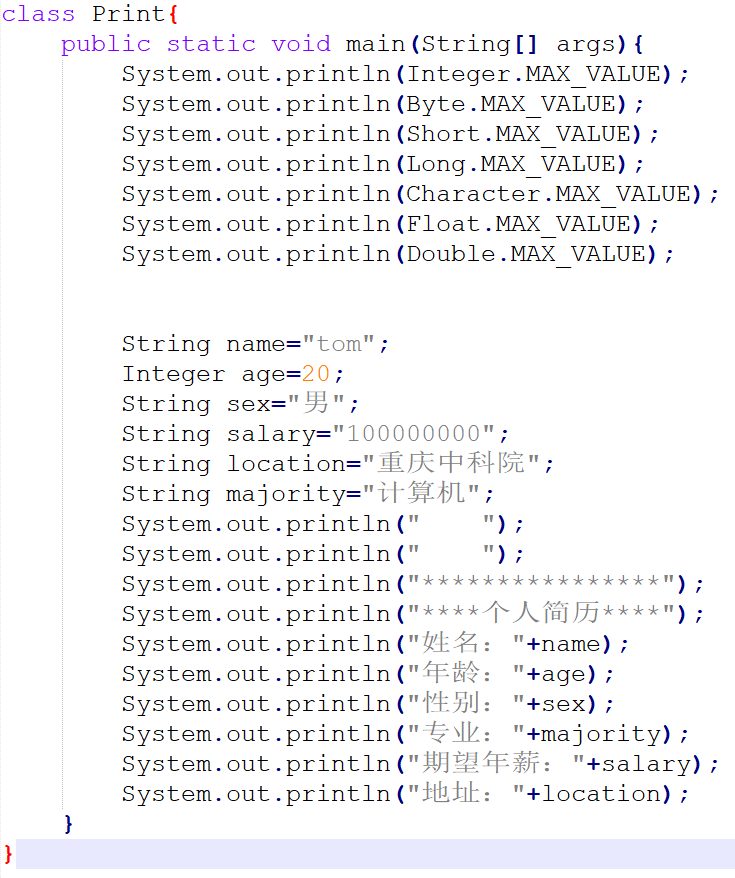 class Print{
public static void main(String[] args){
System.out.println(Integer.MAX_VALUE);
System.out.println(Byte.MAX_VALUE);
System.out.println(Short.MAX_VALUE);
System.out.println(Long.MAX_VALUE);
System.out.println(Character.MAX_VALUE);
System.out.println(Float.MAX_VALUE);
System.out.println(Double.MAX_VALUE);
String name="tom";
Integer age=20;
String sex="男";
String salary="100000000";
String location="重庆中科院";
String majority="计算机";
System.out.println("    ");
System.out.println("    ");
System.out.println("****************");
System.out.println("****个人简历****");
System.out.println("姓名："+name);
System.out.println("年龄："+age);
System.out.println("性别："+sex);
System.out.println("专业："+majority);
System.out.println("期望年薪："+salary);
System.out.println("地址："+location);
}
}